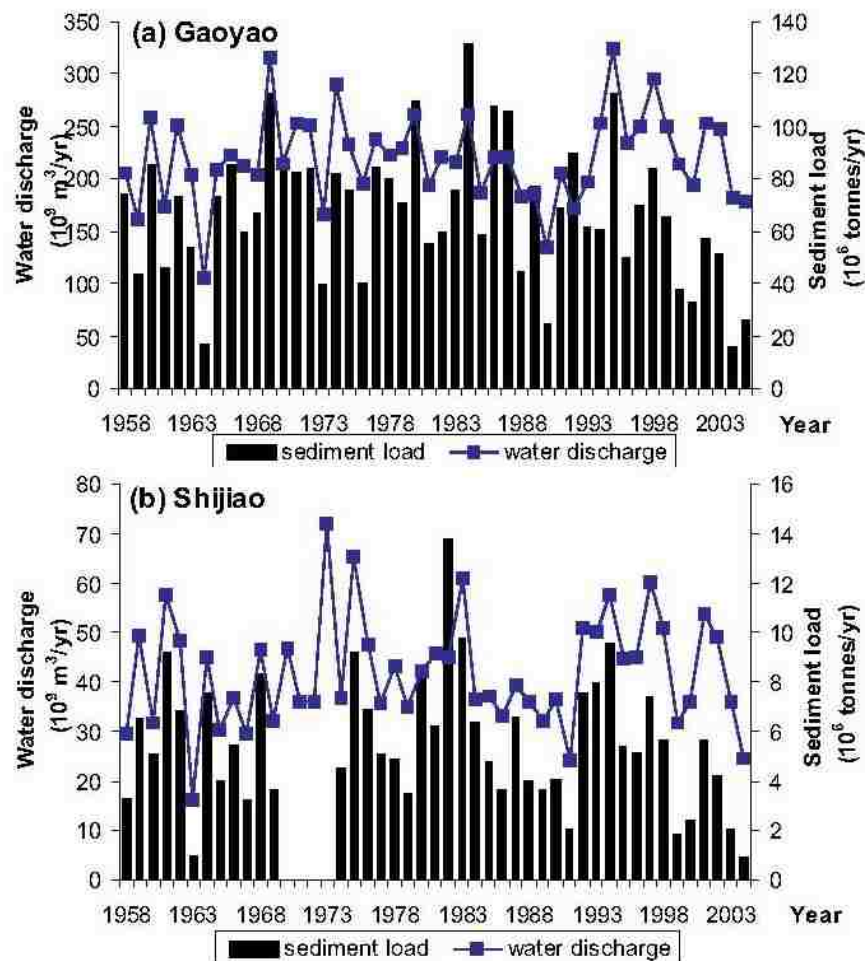 (a) Gaoyao
350
300
250
200
150
100
50
0
Water discharge
(10⁹ m³/yr)
140
120
100
80
60
40
20
0
Sediment load
(10⁶ tonnes/yr)
1958 1963 1968 1973 1978 1983 1988 1993 1998 2003 Year
sediment load water discharge
(b) Shijiao
80
70
60
50
40
30
20
10
0
Water discharge
(10⁹ m³/yr)
16
14
12
10
8
6
4
2
0
Sediment load
(10⁶ tonnes/yr)
1958 1963 1968 1973 1978 1983 1988 1993 1998 2003 Year
sediment load water discharge